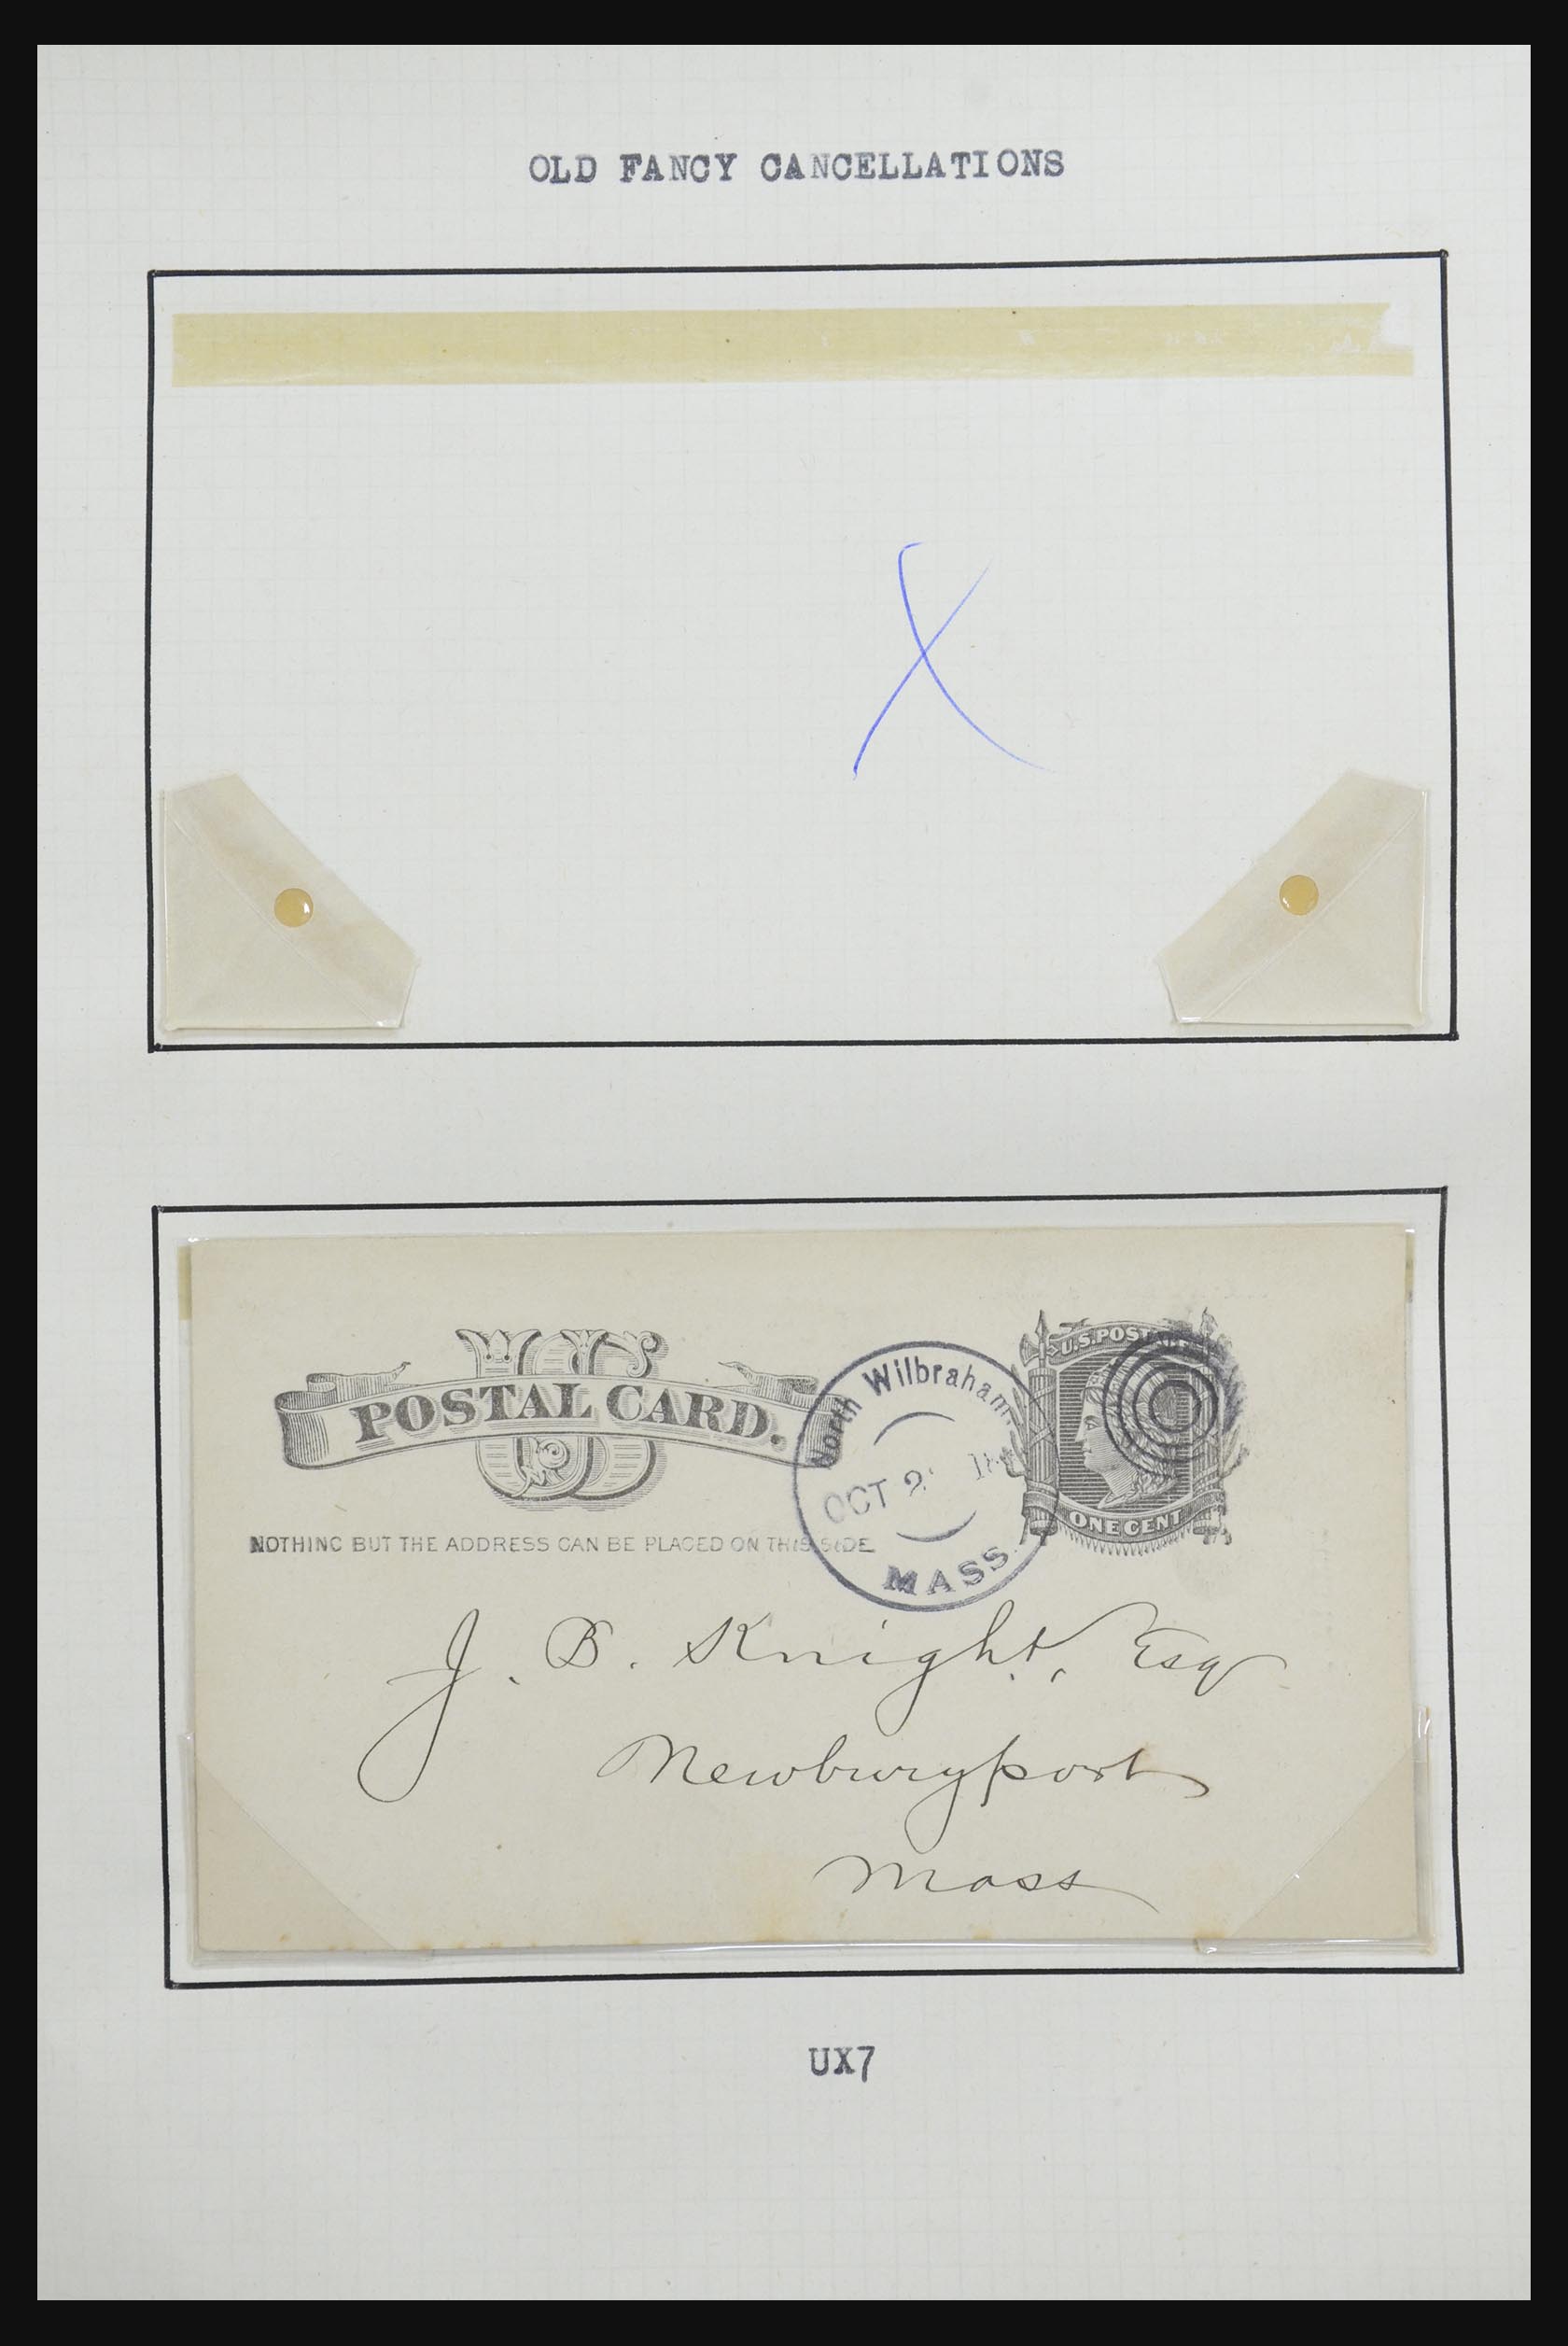 OLD FANCY CANCELLATIONS
X
US
POSTAL CARD.
NOTHING BUT THE ADDRESS CAN BE PLACED ON THIS SIDE
North Wilbraham
OCT 2
MASS.
U.S. POSTAGE
ONE CENT
J. B. Knight, Esq
Newburyport
Mass
UX7